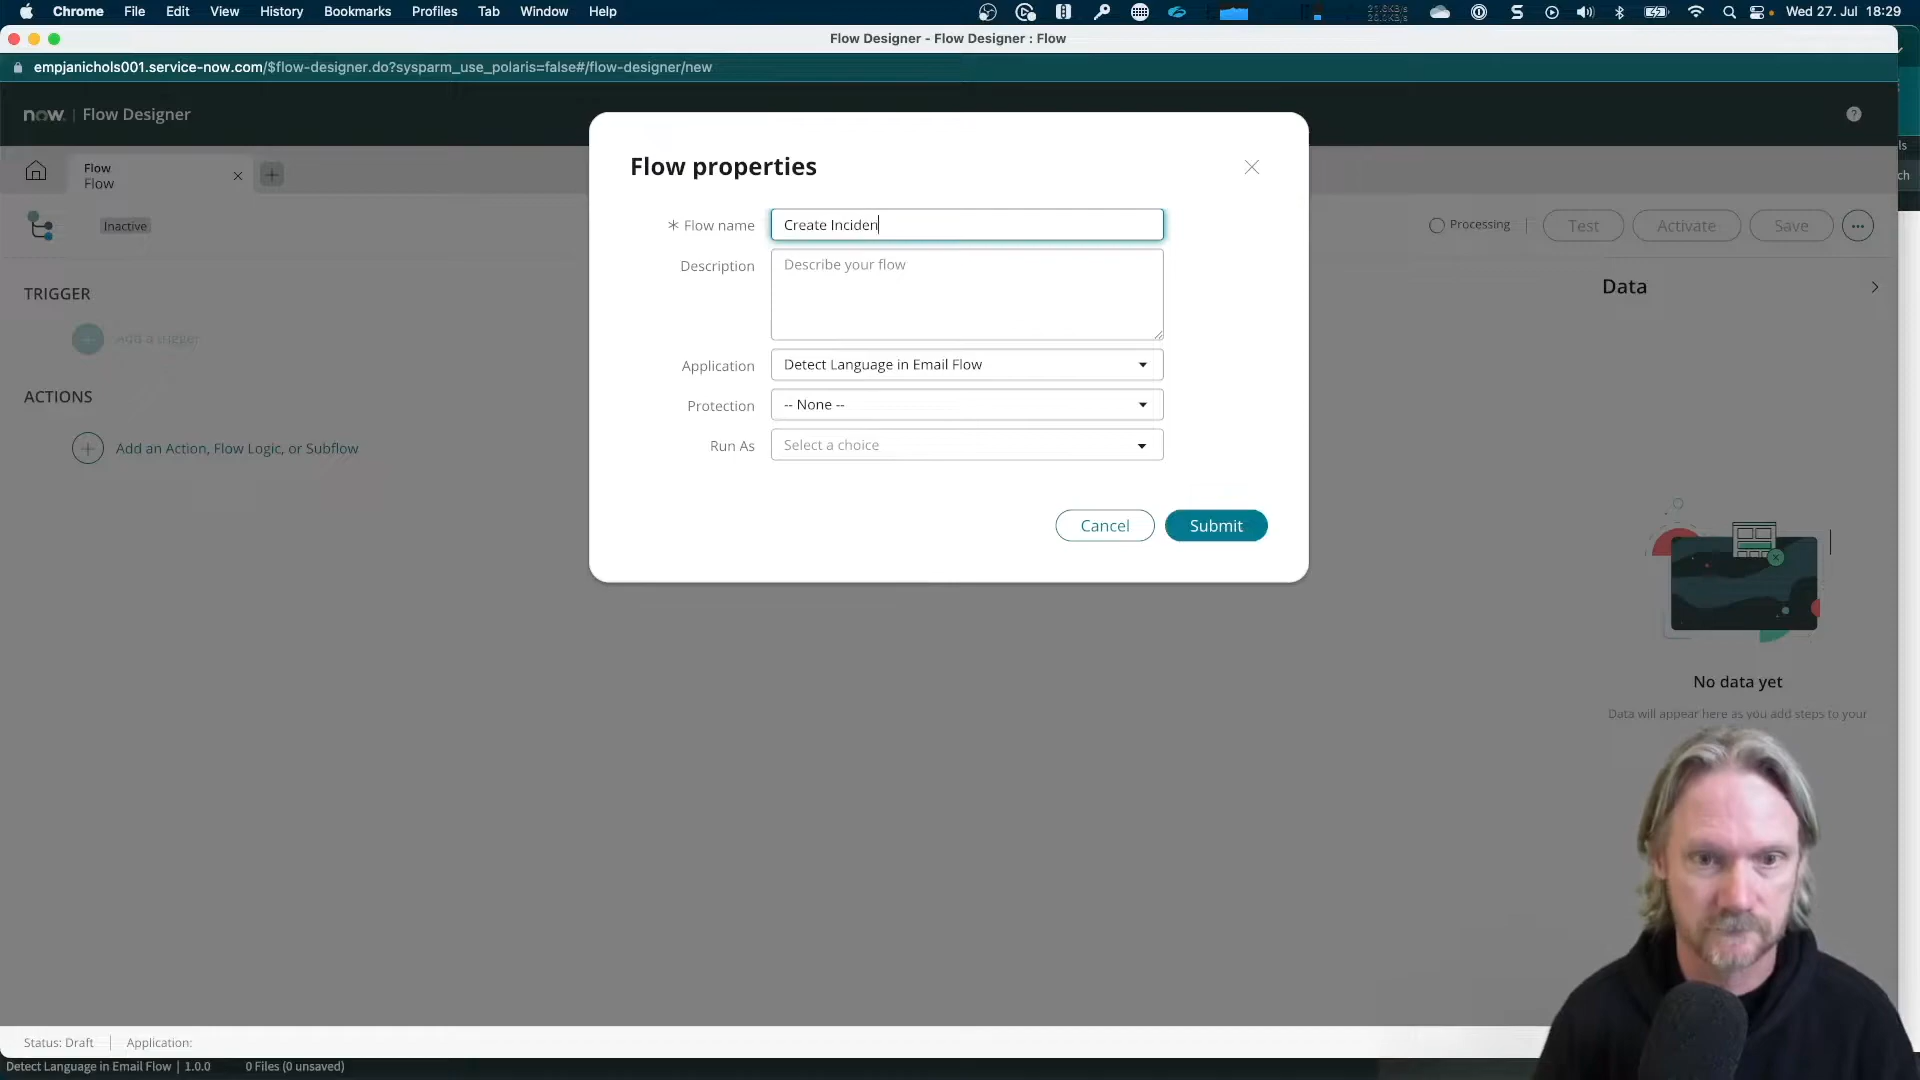 Chrome File Edit View History Bookmarks Profiles Tab Window Help Wed 27. Jul 18:29
Flow Designer - Flow Designer : Flow
empjanichols001.service-now.com/$flow-designer.do?sysparm_use_polaris=false#/flow-designer/new
now. | Flow Designer
Flow
Flow
Inactive
Processing Test Activate Save
TRIGGER
Add a trigger
ACTIONS
Add an Action, Flow Logic, or Subflow
Flow properties
* Flow name Create Inciden
Description Describe your flow
Application Detect Language in Email Flow
Protection -- None --
Run As Select a choice
Cancel Submit
Data
No data yet
Data will appear here as you add steps to your
ls
ch
Status: Draft Application:
Detect Language in Email Flow | 1.0.0 0 Files (0 unsaved)